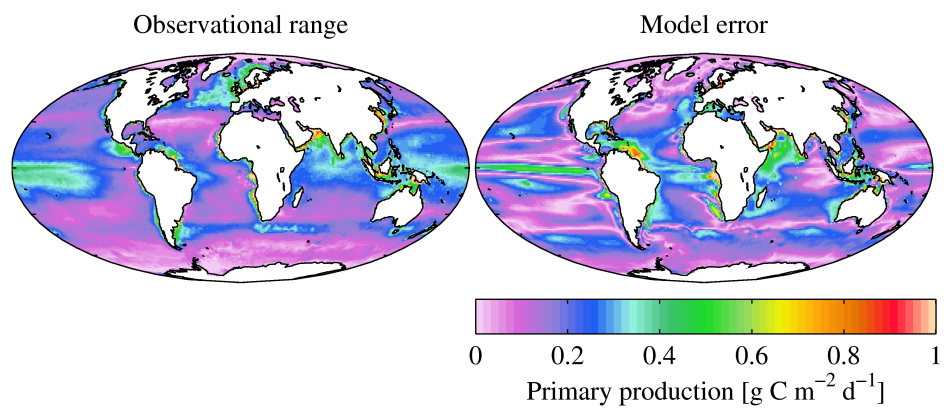 Observational range
Model error
0 0.2 0.4 0.6 0.8 1
Primary production [g C m⁻² d⁻¹]